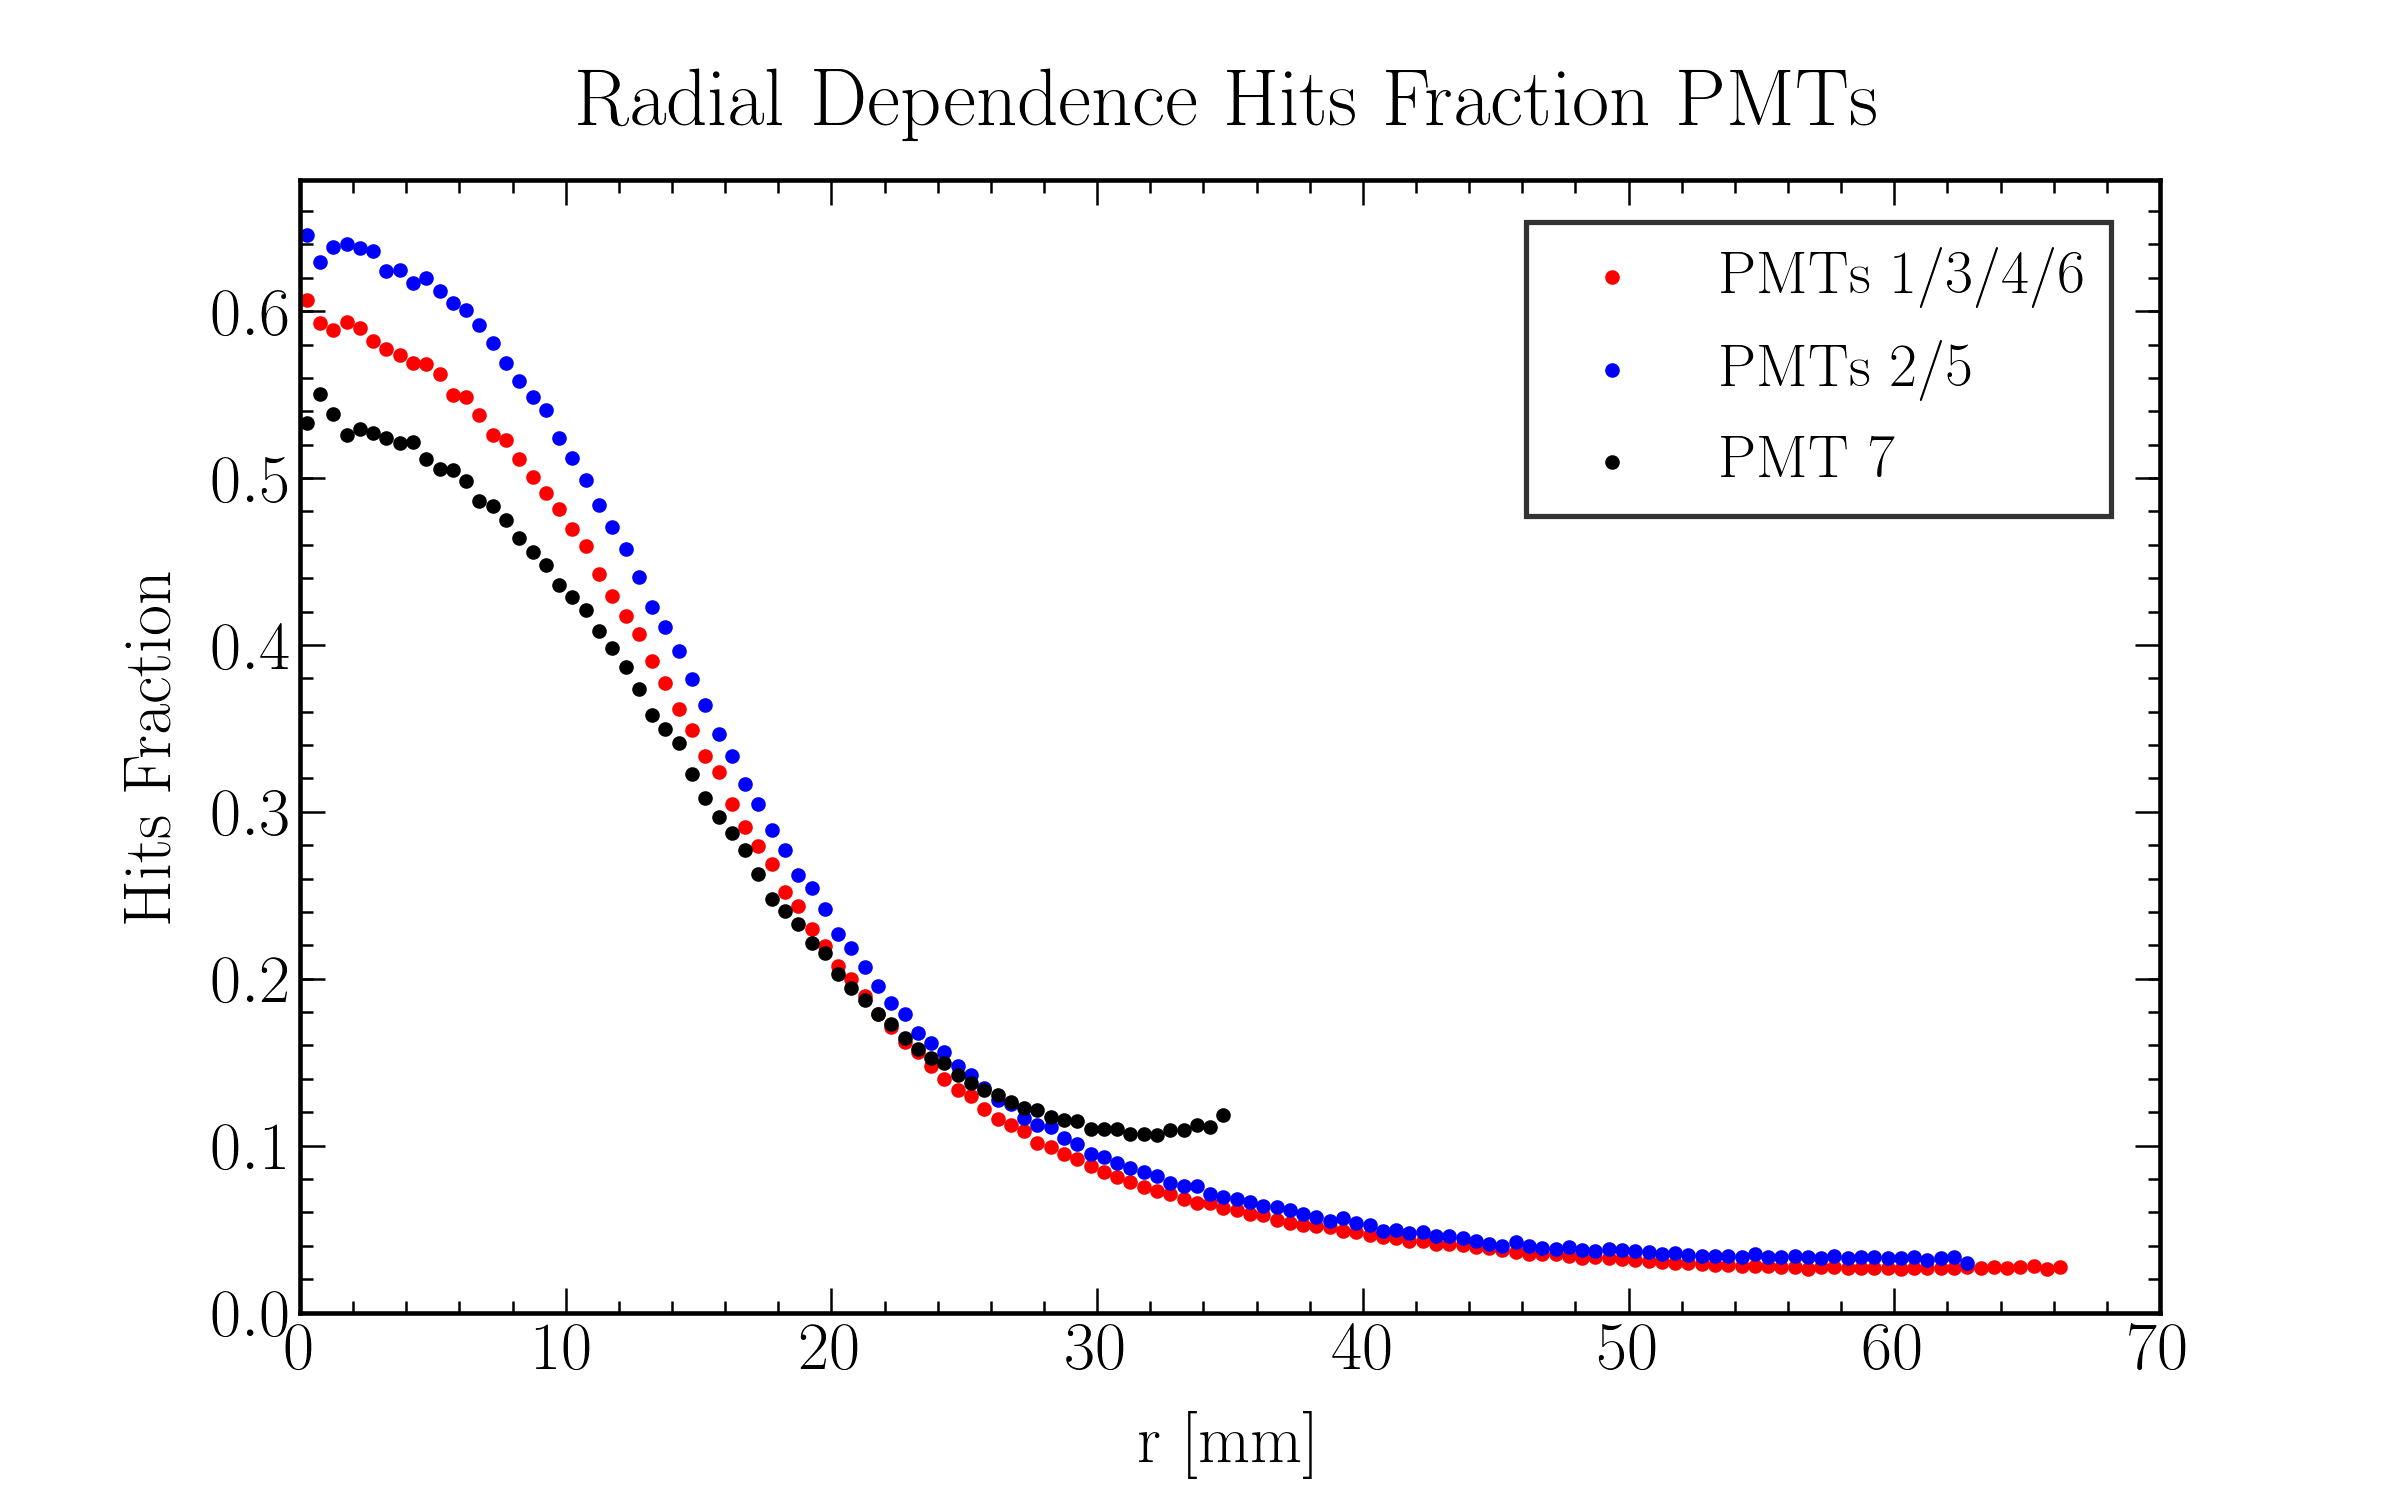 Radial Dependence Hits Fraction PMTs
PMTs 1/3/4/6
PMTs 2/5
PMT 7
Hits Fraction
0.6
0.5
0.4
0.3
0.2
0.1
0.0
0 10 20 30 40 50 60 70
r [mm]